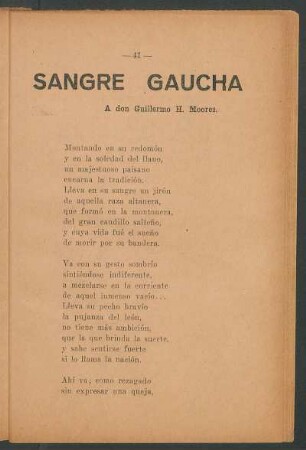 — 42 —
SANGRE GAUCHA
A don Guillermo H. Moores.
Montando en su redomón
y en la soledad del llano,
un majestuoso paisano
encarna la tradición.
Lleva en su sangre un jirón
de aquella raza altanera,
que formó en la montonera,
del gran caudillo salteño,
y cuya vida fué el sueño
de morir por su bandera.
Va con su gesto sombrío
sintiéndose indiferente,
a mezclarse en la corriente
de aquel inmenso vacío...
Lleva su pecho bravío
la pujanza del león,
no tiene más ambición,
que la que brinda la suerte,
y sabe sentirse fuerte
si lo llama la nación.
Ahí va, como rezagado
sin expresar una queja,